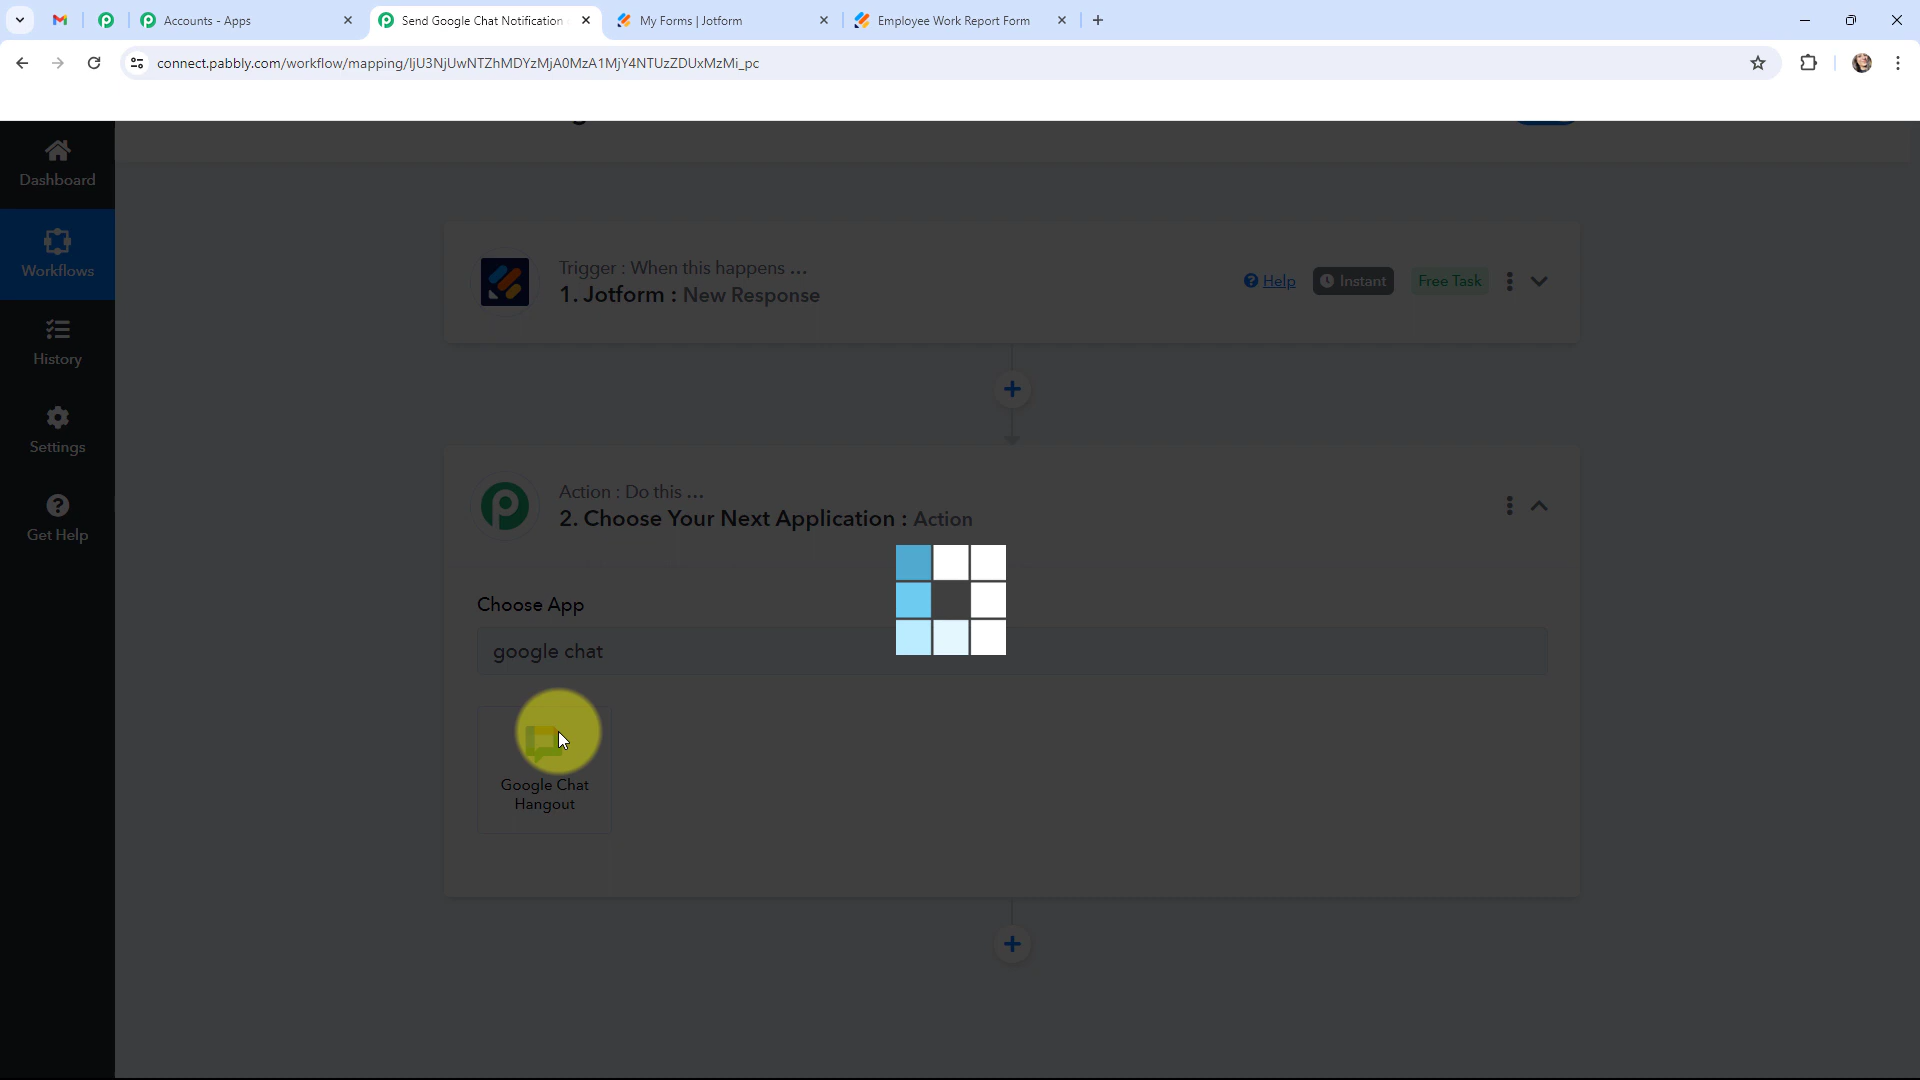 Accounts - Apps
Send Google Chat Notification
My Forms | Jotform
Employee Work Report Form
connect.pabbly.com/workflow/mapping/IjU3NjUwNTZhMDYzMjA0MzA1MjY4NTUzZDUxMzMi_pc
Dashboard
Workflows
History
Settings
Get Help
Trigger : When this happens ...
1. Jotform : New Response
Help
Instant
Free Task
Action : Do this ...
2. Choose Your Next Application : Action
Choose App
google chat
Google Chat
Hangout